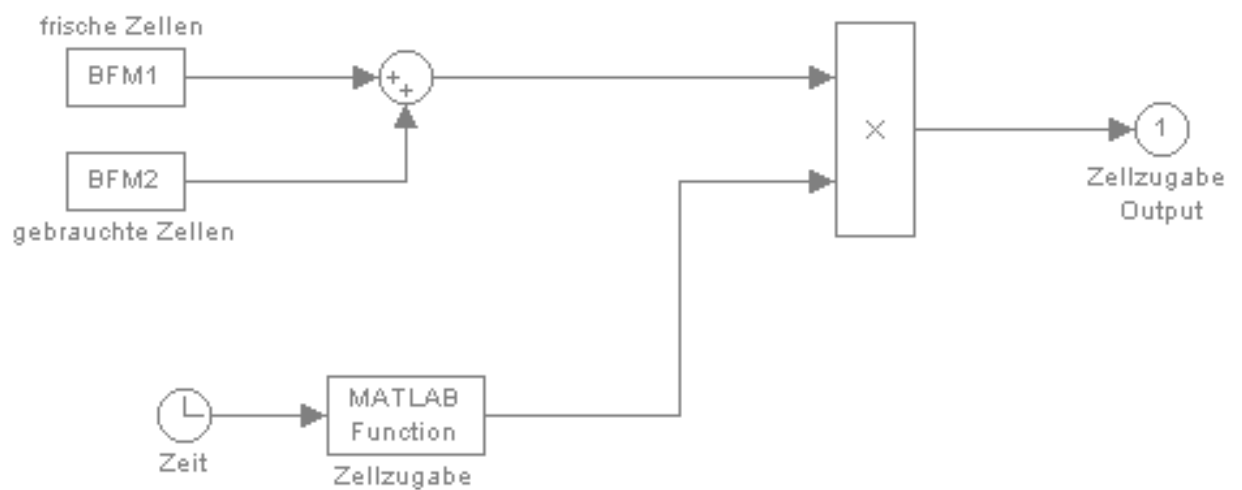 frische Zellen
BFM1
BFM2
gebrauchte Zellen
1
Zellzugabe
Output
MATLAB
Function
Zeit
Zellzugabe